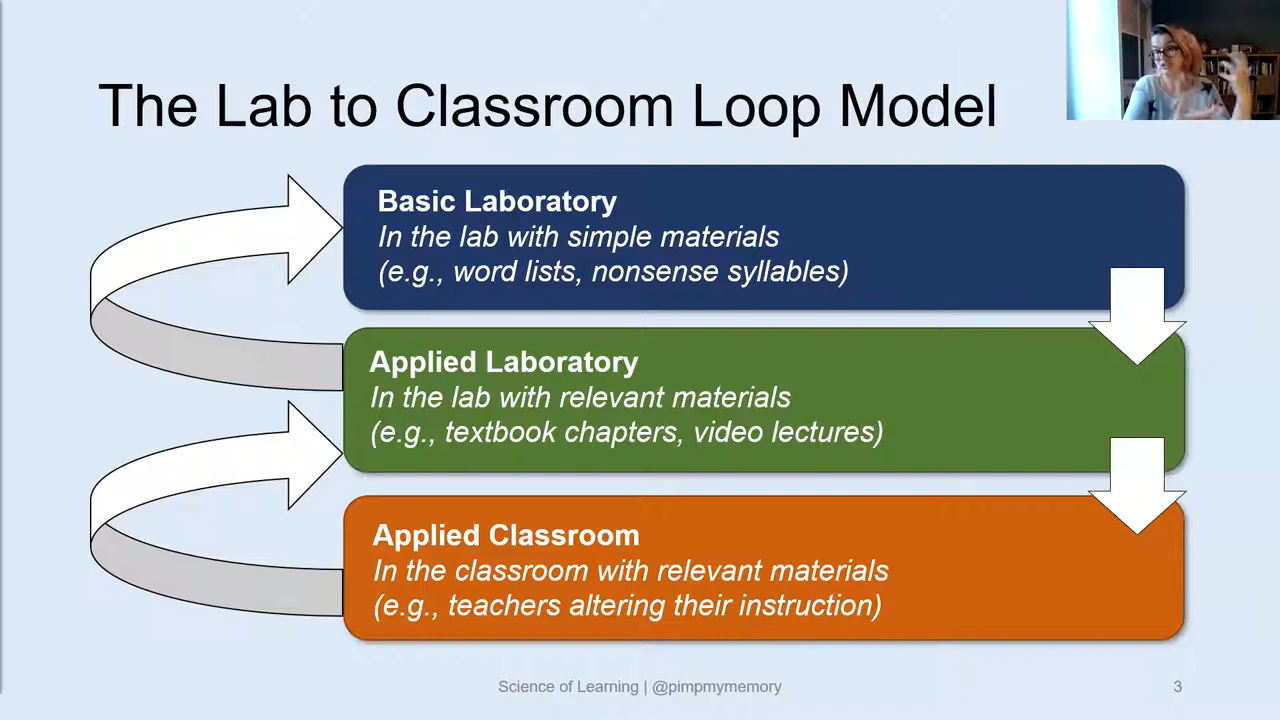 The Lab to Classroom Loop Model
Basic Laboratory
In the lab with simple materials
(e.g., word lists, nonsense syllables)
Applied Laboratory
In the lab with relevant materials
(e.g., textbook chapters, video lectures)
Applied Classroom
In the classroom with relevant materials
(e.g., teachers altering their instruction)
Science of Learning | @pimpmymemory
3